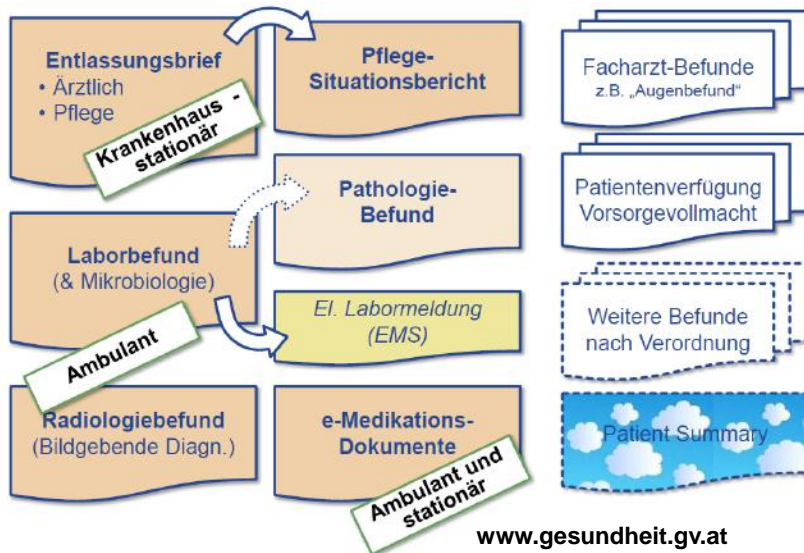 Entlassungsbrief
• Ärztlich
• Pflege
Krankenhaus -
stationär
Pflege-
Situationsbericht
Facharzt-Befunde
z.B. „Augenbefund“
Laborbefund
(& Mikrobiologie)
Ambulant
Pathologie-
Befund
Patientenverfügung
Vorsorgevollmacht
El. Labormeldung
(EMS)
Weitere Befunde
nach Verordnung
Radiologiebefund
(Bildgebende Diagn.)
e-Medikations-
Dokumente
Ambulant und
stationär
Patient Summary
www.gesundheit.gv.at